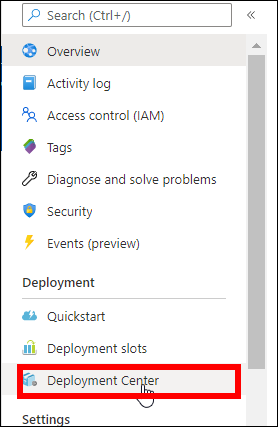 Search (Ctrl+/)
«
Overview
Activity log
Access control (IAM)
Tags
Diagnose and solve problems
Security
Events (preview)
Deployment
Quickstart
Deployment slots
Deployment Center
Settings